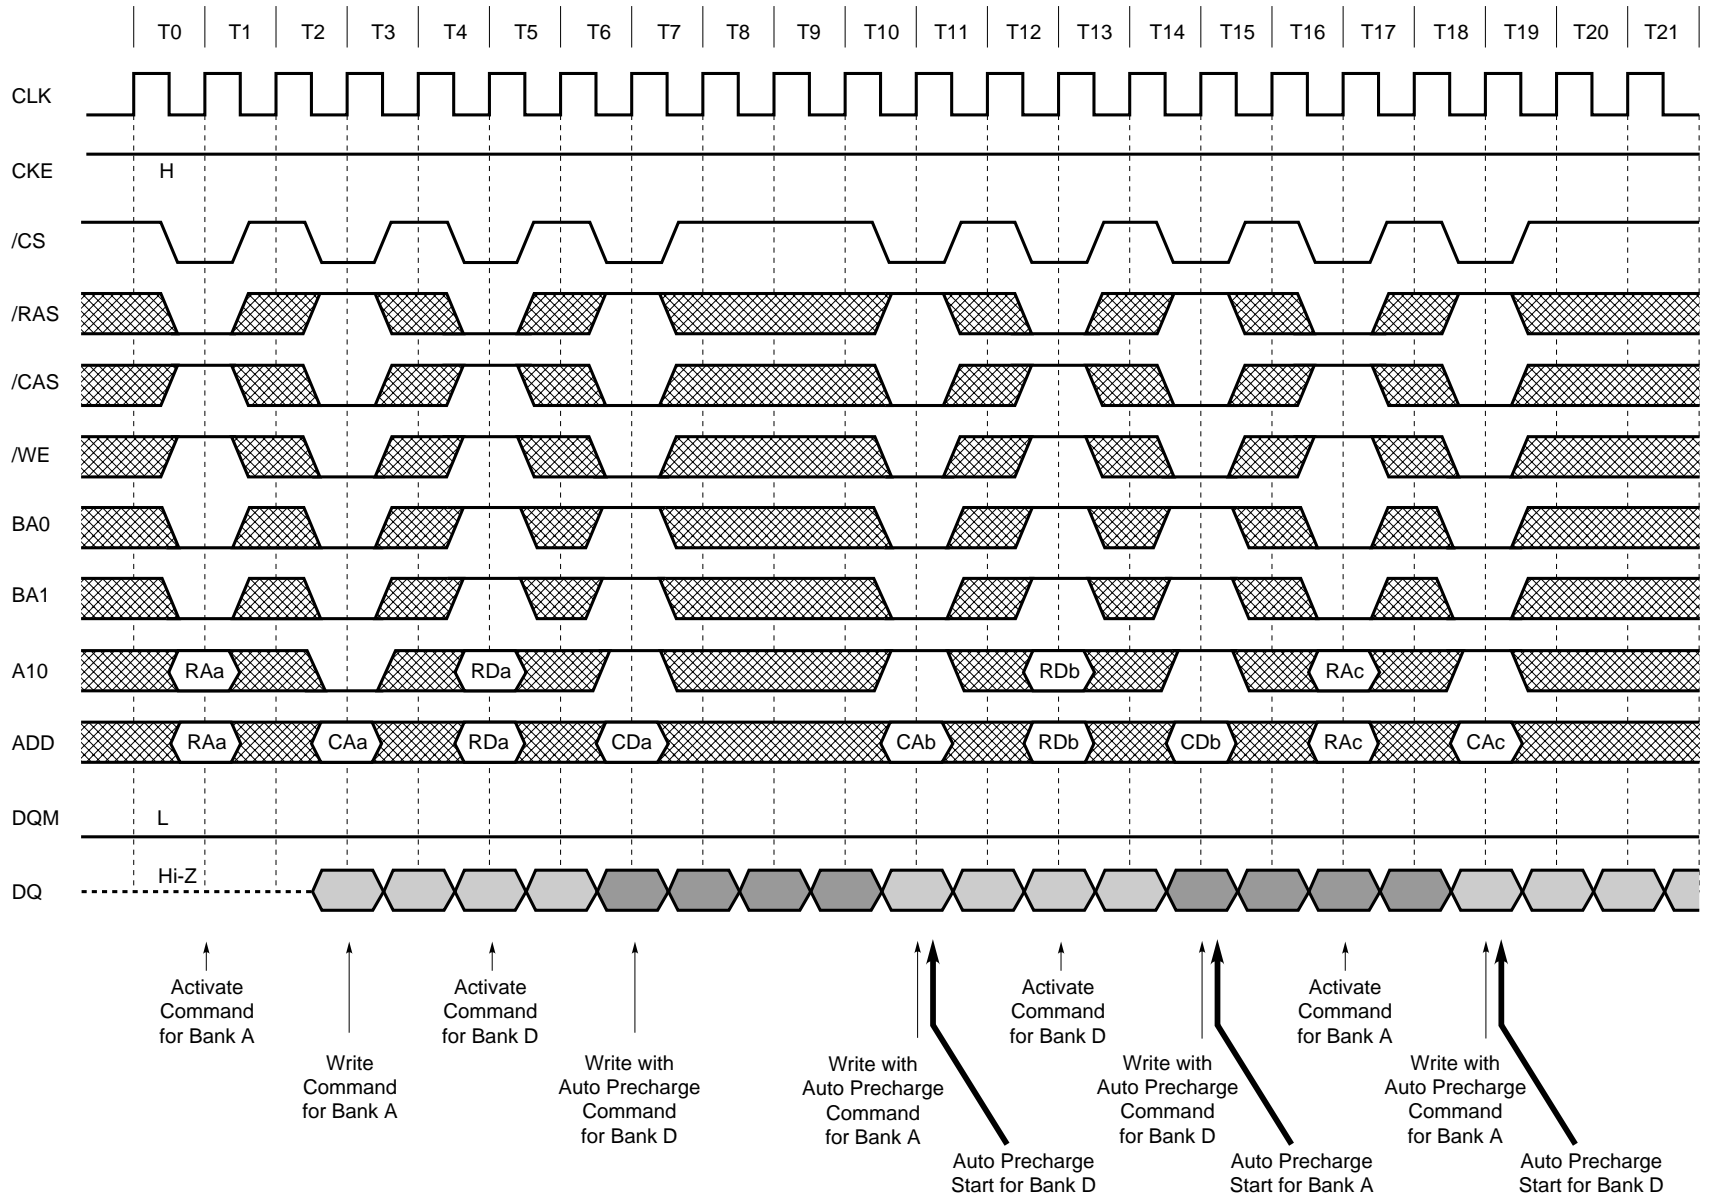 T0 T1 T2 T3 T4 T5 T6 T7 T8 T9 T10 T11 T12 T13 T14 T15 T16 T17 T18 T19 T20 T21
CLK
CKE H
/CS
/RAS
/CAS
/WE
BA0
BA1
A10 RAa RDa RDb RAc
ADD RAa CAa RDa CDa CAb RDb CDb RAc CAc
DQM L
DQ Hi-Z
Activate
Command
for Bank A
Write
Command
for Bank A
Activate
Command
for Bank D
Write with
Auto Precharge
Command
for Bank D
Write with
Auto Precharge
Command
for Bank A
Auto Precharge
Start for Bank D
Activate
Command
for Bank D
Write with
Auto Precharge
Command
for Bank D
Auto Precharge
Start for Bank A
Activate
Command
for Bank A
Write with
Auto Precharge
Command
for Bank A
Auto Precharge
Start for Bank D